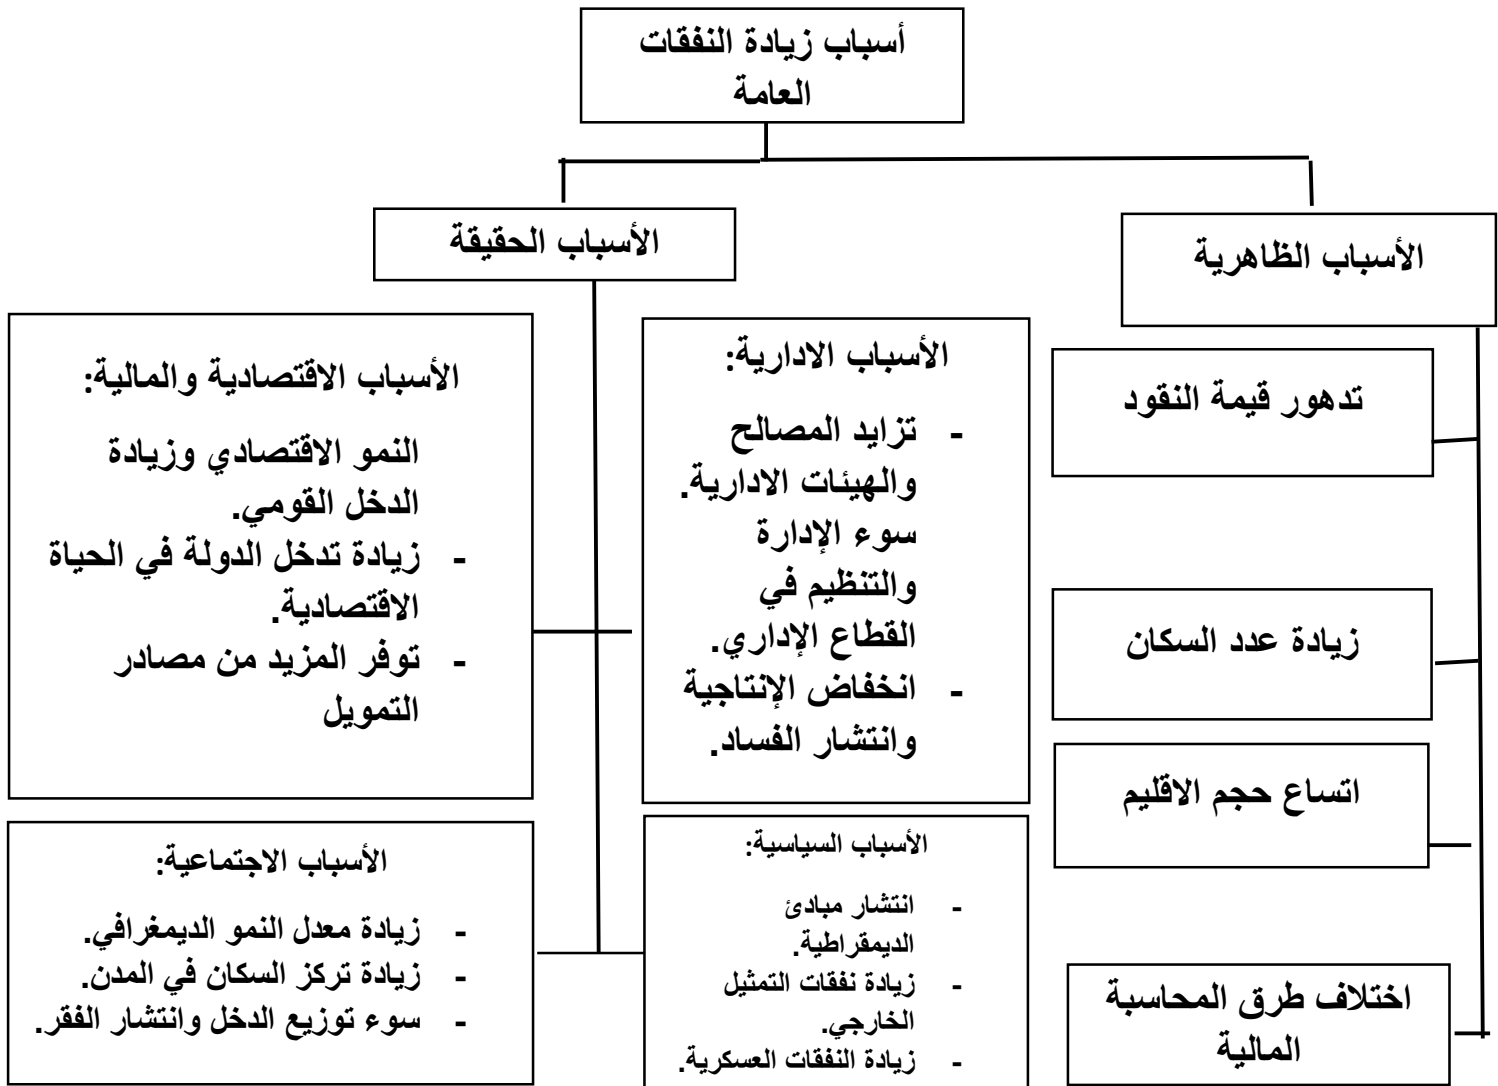 أسباب زيادة النفقات
العامة
الأسباب الظاهرية
الأسباب الحقيقة
تدهور قيمة النقود
زيادة عدد السكان
اتساع حجم الاقليم
اختلاف طرق المحاسبة
المالية
الأسباب الادارية:
- تزايد المصالح
والهيئات الادارية.
سوء الإدارة
والتنظيم في
القطاع الإداري.
- انخفاض الإنتاجية
وانتشار الفساد.
الأسباب الاقتصادية والمالية:
النمو الاقتصادي وزيادة
الدخل القومي.
- زيادة تدخل الدولة في الحياة
الاقتصادية.
- توفر المزيد من مصادر
التمويل
الأسباب السياسية:
- انتشار مبادئ
الديمقراطية.
- زيادة نفقات التمثيل
الخارجي.
- زيادة النفقات العسكرية.
الأسباب الاجتماعية:
- زيادة معدل النمو الديمغرافي.
- زيادة تركز السكان في المدن.
- سوء توزيع الدخل وانتشار الفقر.